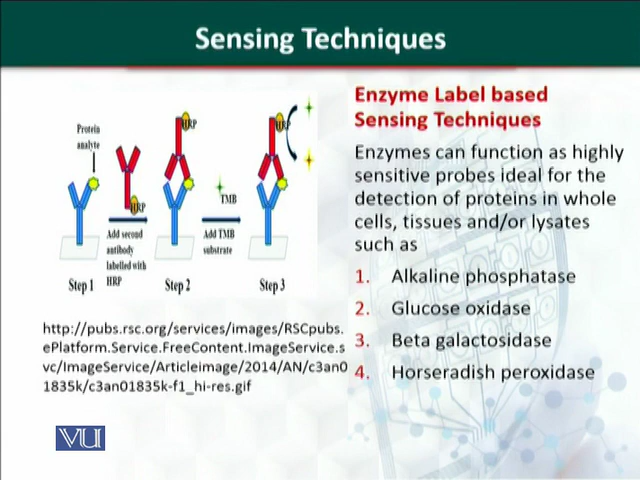 Sensing Techniques
Protein
analyte
HRP
HRP
HRP
TMB
Add second
antibody
labelled with
HRP
Add TMB
substrate
Step 1
Step 2
Step 3
http://pubs.rsc.org/services/images/RSCpubs.
ePlatform.Service.FreeContent.ImageService.s
vc/ImageService/Articleimage/2014/AN/c3an0
1835k/c3an01835k-f1_hi-res.gif
VU
Enzyme Label based
Sensing Techniques
Enzymes can function as highly
sensitive probes ideal for the
detection of proteins in whole
cells, tissues and/or lysates
such as
1. Alkaline phosphatase
2. Glucose oxidase
3. Beta galactosidase
4. Horseradish peroxidase